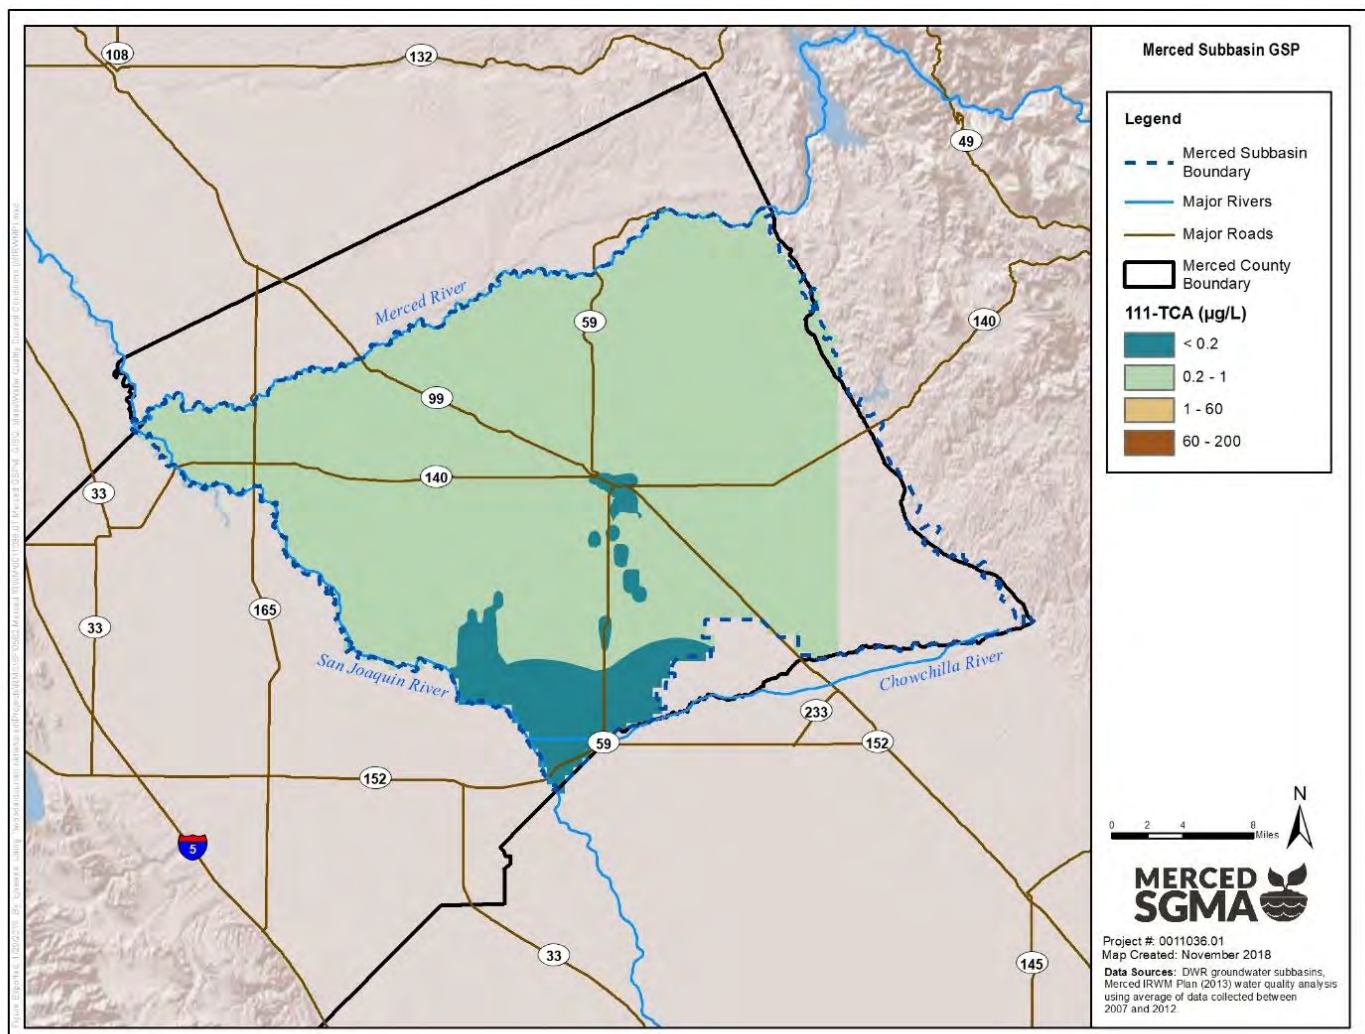 Merced Subbasin GSP
Legend
Merced Subbasin
Boundary
Major Rivers
Major Roads
Merced County
Boundary
111-TCA (µg/L)
< 0.2
0.2 - 1
1 - 60
60 - 200
108
132
49
Merced River
59
140
99
140
33
165
33
San Joaquin River
Chowchilla River
233
59
152
152
5
33
145
N
0 2 4 8
Miles
MERCED
SGMA
Project #: 0011036.01
Map Created: November 2018
Data Sources: DWR groundwater subbasins,
Merced IRWM Plan (2013) water quality analysis
using average of data collected between
2007 and 2012.